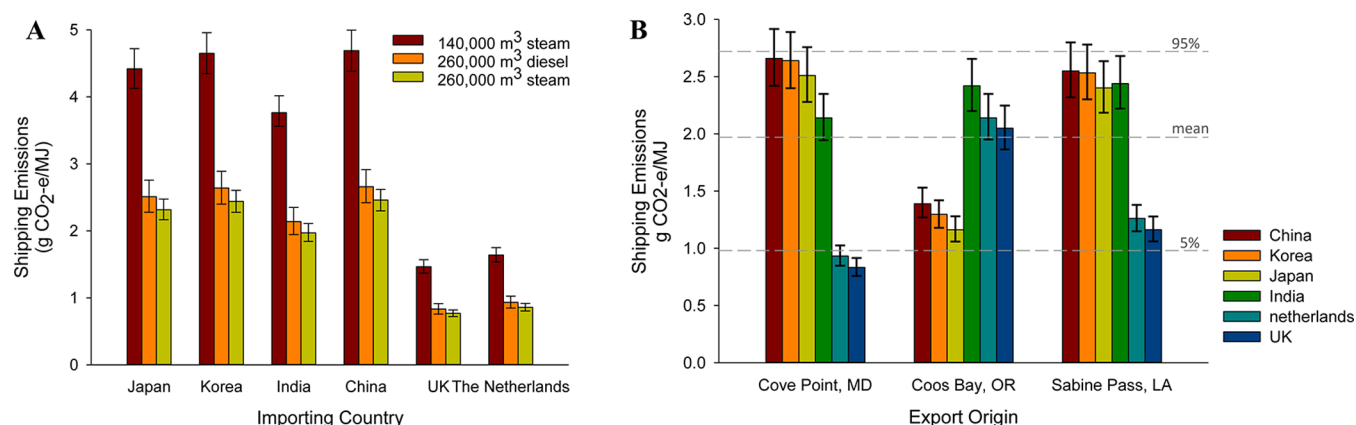 A
5
4
3
2
1
0
Shipping Emissions
(g CO2-e/MJ)
140,000 m3 steam
260,000 m3 diesel
260,000 m3 steam
Japan Korea India China UK The Netherlands
Importing Country
B
3.0
2.5
2.0
1.5
1.0
0.5
0.0
Shipping Emissions
g CO2-e/MJ
95%
mean
5%
China
Korea
Japan
India
netherlands
UK
Cove Point, MD Coos Bay, OR Sabine Pass, LA
Export Origin